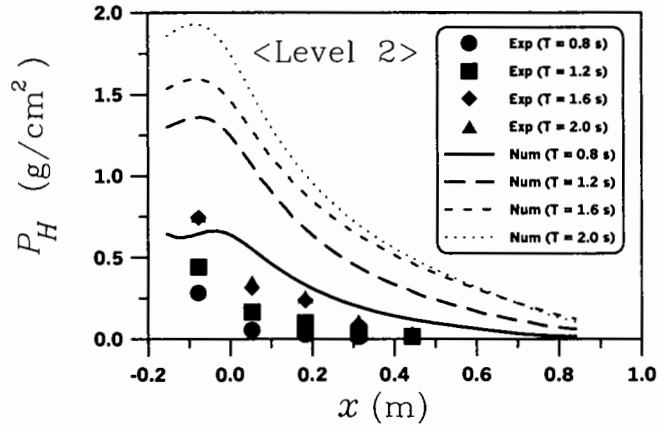 2.0
1.5
1.0
0.5
0.0
P_H (g/cm²)
<Level 2>
Exp (T = 0.8 s)
Exp (T = 1.2 s)
Exp (T = 1.6 s)
Exp (T = 2.0 s)
Num (T = 0.8 s)
Num (T = 1.2 s)
Num (T = 1.6 s)
Num (T = 2.0 s)
-0.2 0.0 0.2 0.4 0.6 0.8 1.0
x (m)